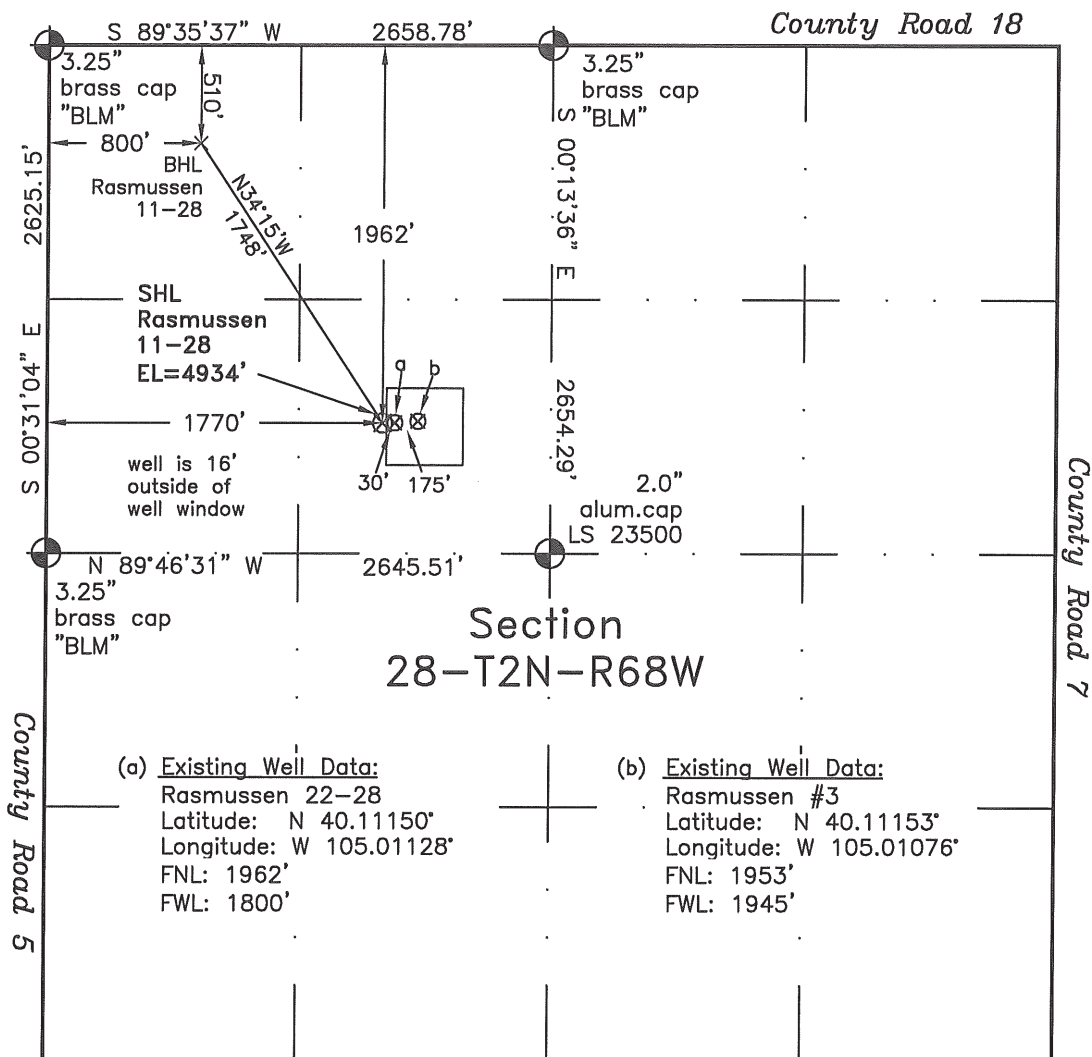 County Road 18
S 89°35'37" W
2658.78'
3.25"
brass cap
"BLM"
3.25"
brass cap
"BLM"
510'
800'
BHL
Rasmussen
11-28
N34°15'W
1748'
2625.15'
S 00°31'04" E
1962'
S 00°13'36" E
2654.29'
SHL
Rasmussen
11-28
EL=4934'
a
b
1770'
well is 16'
outside of
well window
30'
175'
2.0"
alum.cap
LS 23500
N 89°46'31" W
2645.51'
3.25"
brass cap
"BLM"
County Road 7
Section
28-T2N-R68W
County Road 5
(a) Existing Well Data:
Rasmussen 22-28
Latitude: N 40.11150°
Longitude: W 105.01128°
FNL: 1962'
FWL: 1800'
(b) Existing Well Data:
Rasmussen #3
Latitude: N 40.11153°
Longitude: W 105.01076°
FNL: 1953'
FWL: 1945'